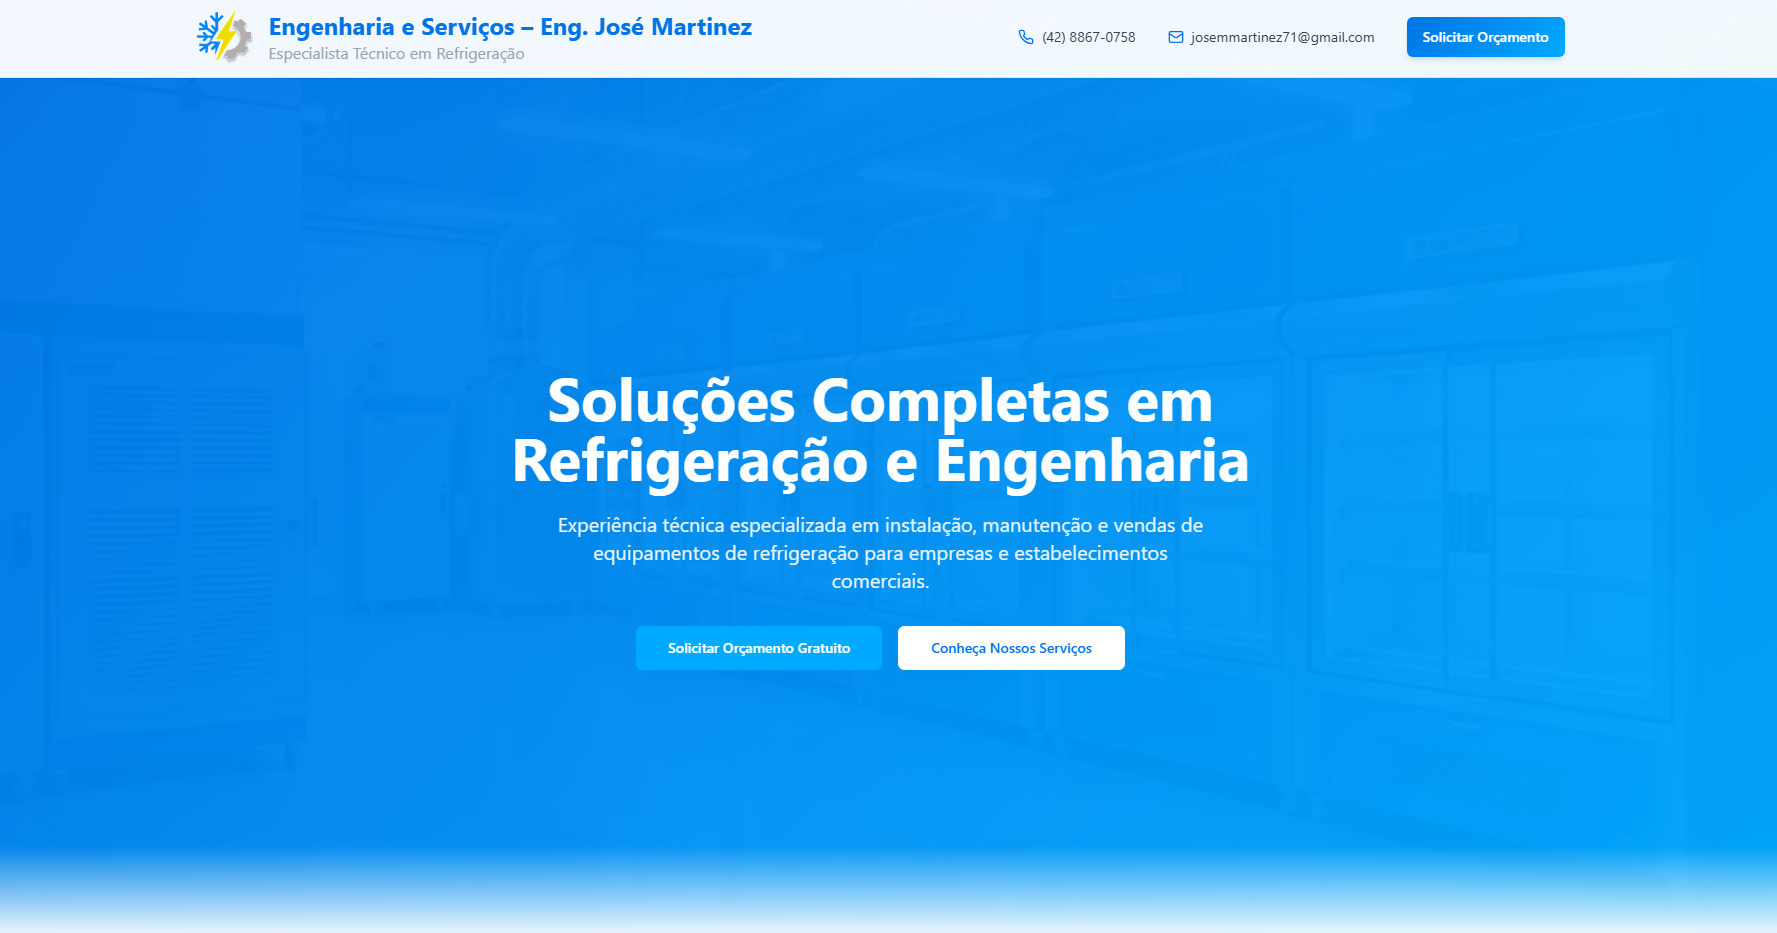 Engenharia e Serviços – Eng. José Martinez
Especialista Técnico em Refrigeração
(42) 8867-0758
josemmartinez71@gmail.com
Solicitar Orçamento
Soluções Completas em
Refrigeração e Engenharia
Experiência técnica especializada em instalação, manutenção e vendas de
equipamentos de refrigeração para empresas e estabelecimentos
comerciais.
Solicitar Orçamento Gratuito
Conheça Nossos Serviços